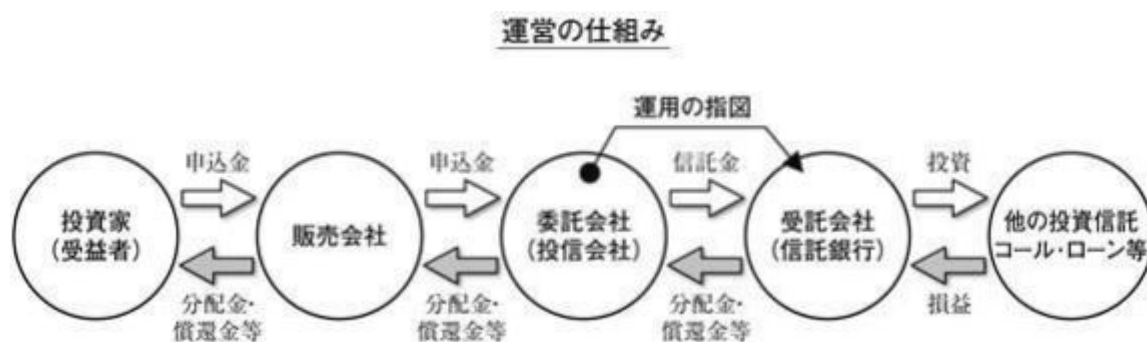 運営の仕組み
運用の指図
申込金
申込金
信託金
投資
投資家
(受益者)
販売会社
委託会社
(投信会社)
受託会社
(信託銀行)
他の投資信託
コール・ローン等
分配金・
償還金等
分配金・
償還金等
分配金・
償還金等
損益